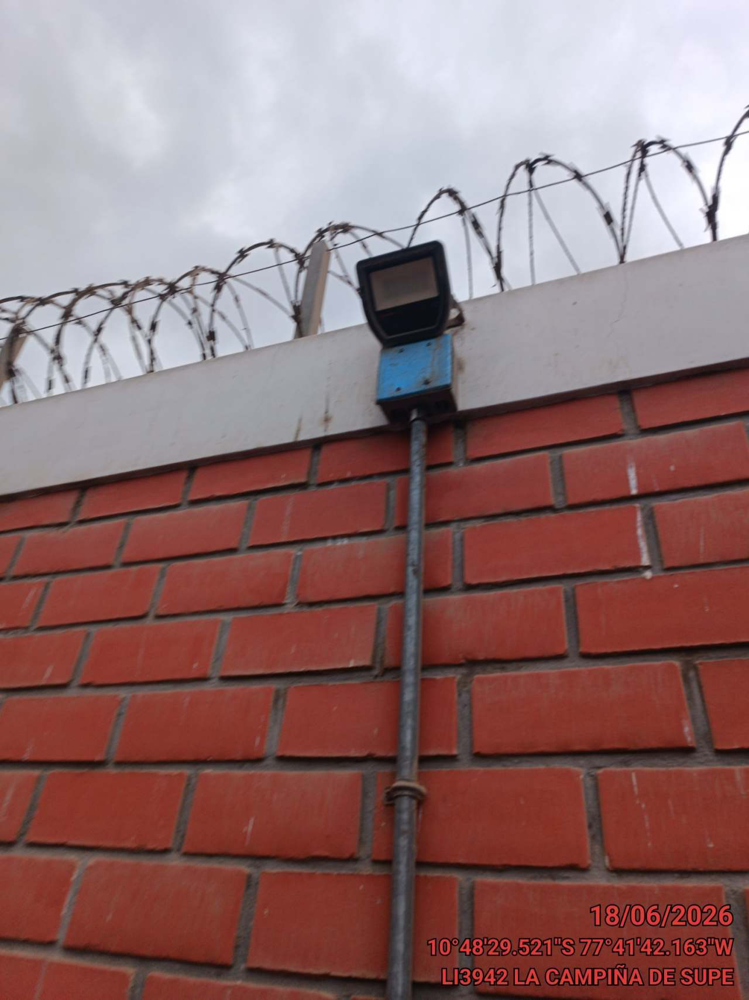 18/06/2026
10°48'29.521"S 77°41'42.163"W
LI3942 LA CAMPIÑA DE SUPE